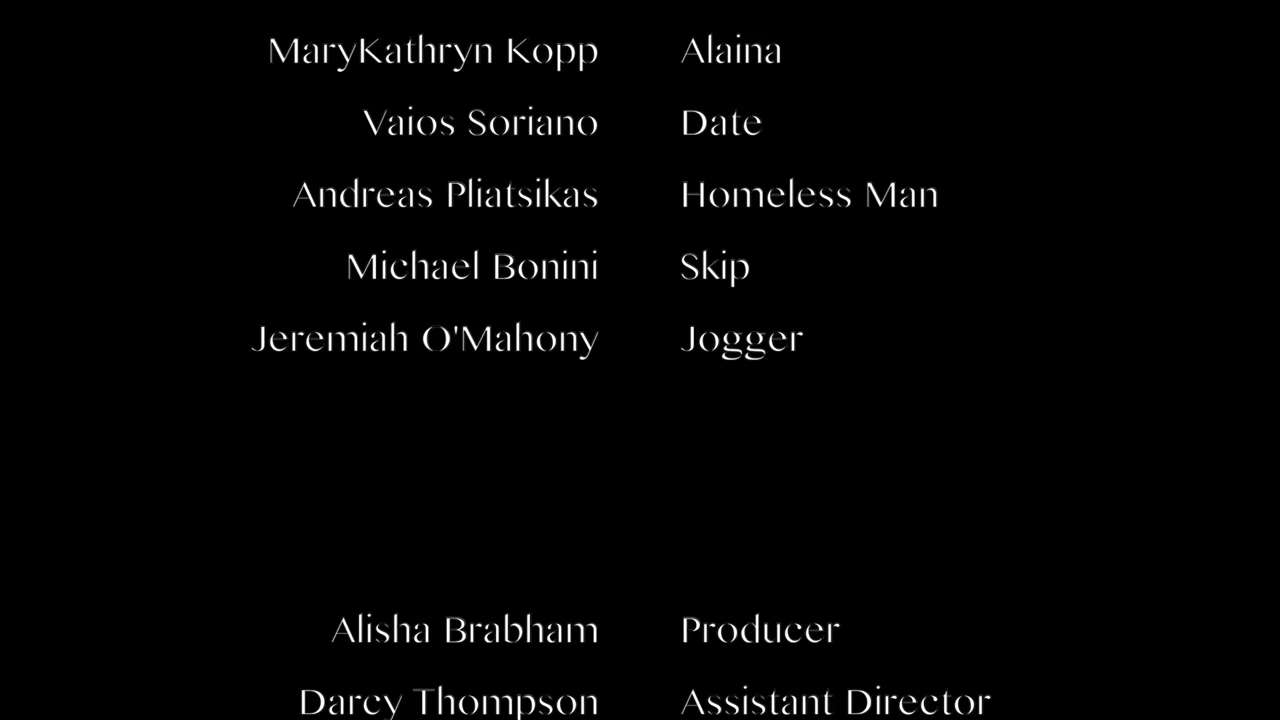 MaryKathryn Kopp Alaina
Vaios Soriano Date
Andreas Pliatsikas Homeless Man
Michael Bonini Skip
Jeremiah O'Mahony Jogger
Alisha Brabham Producer
Darcy Thompson Assistant Director